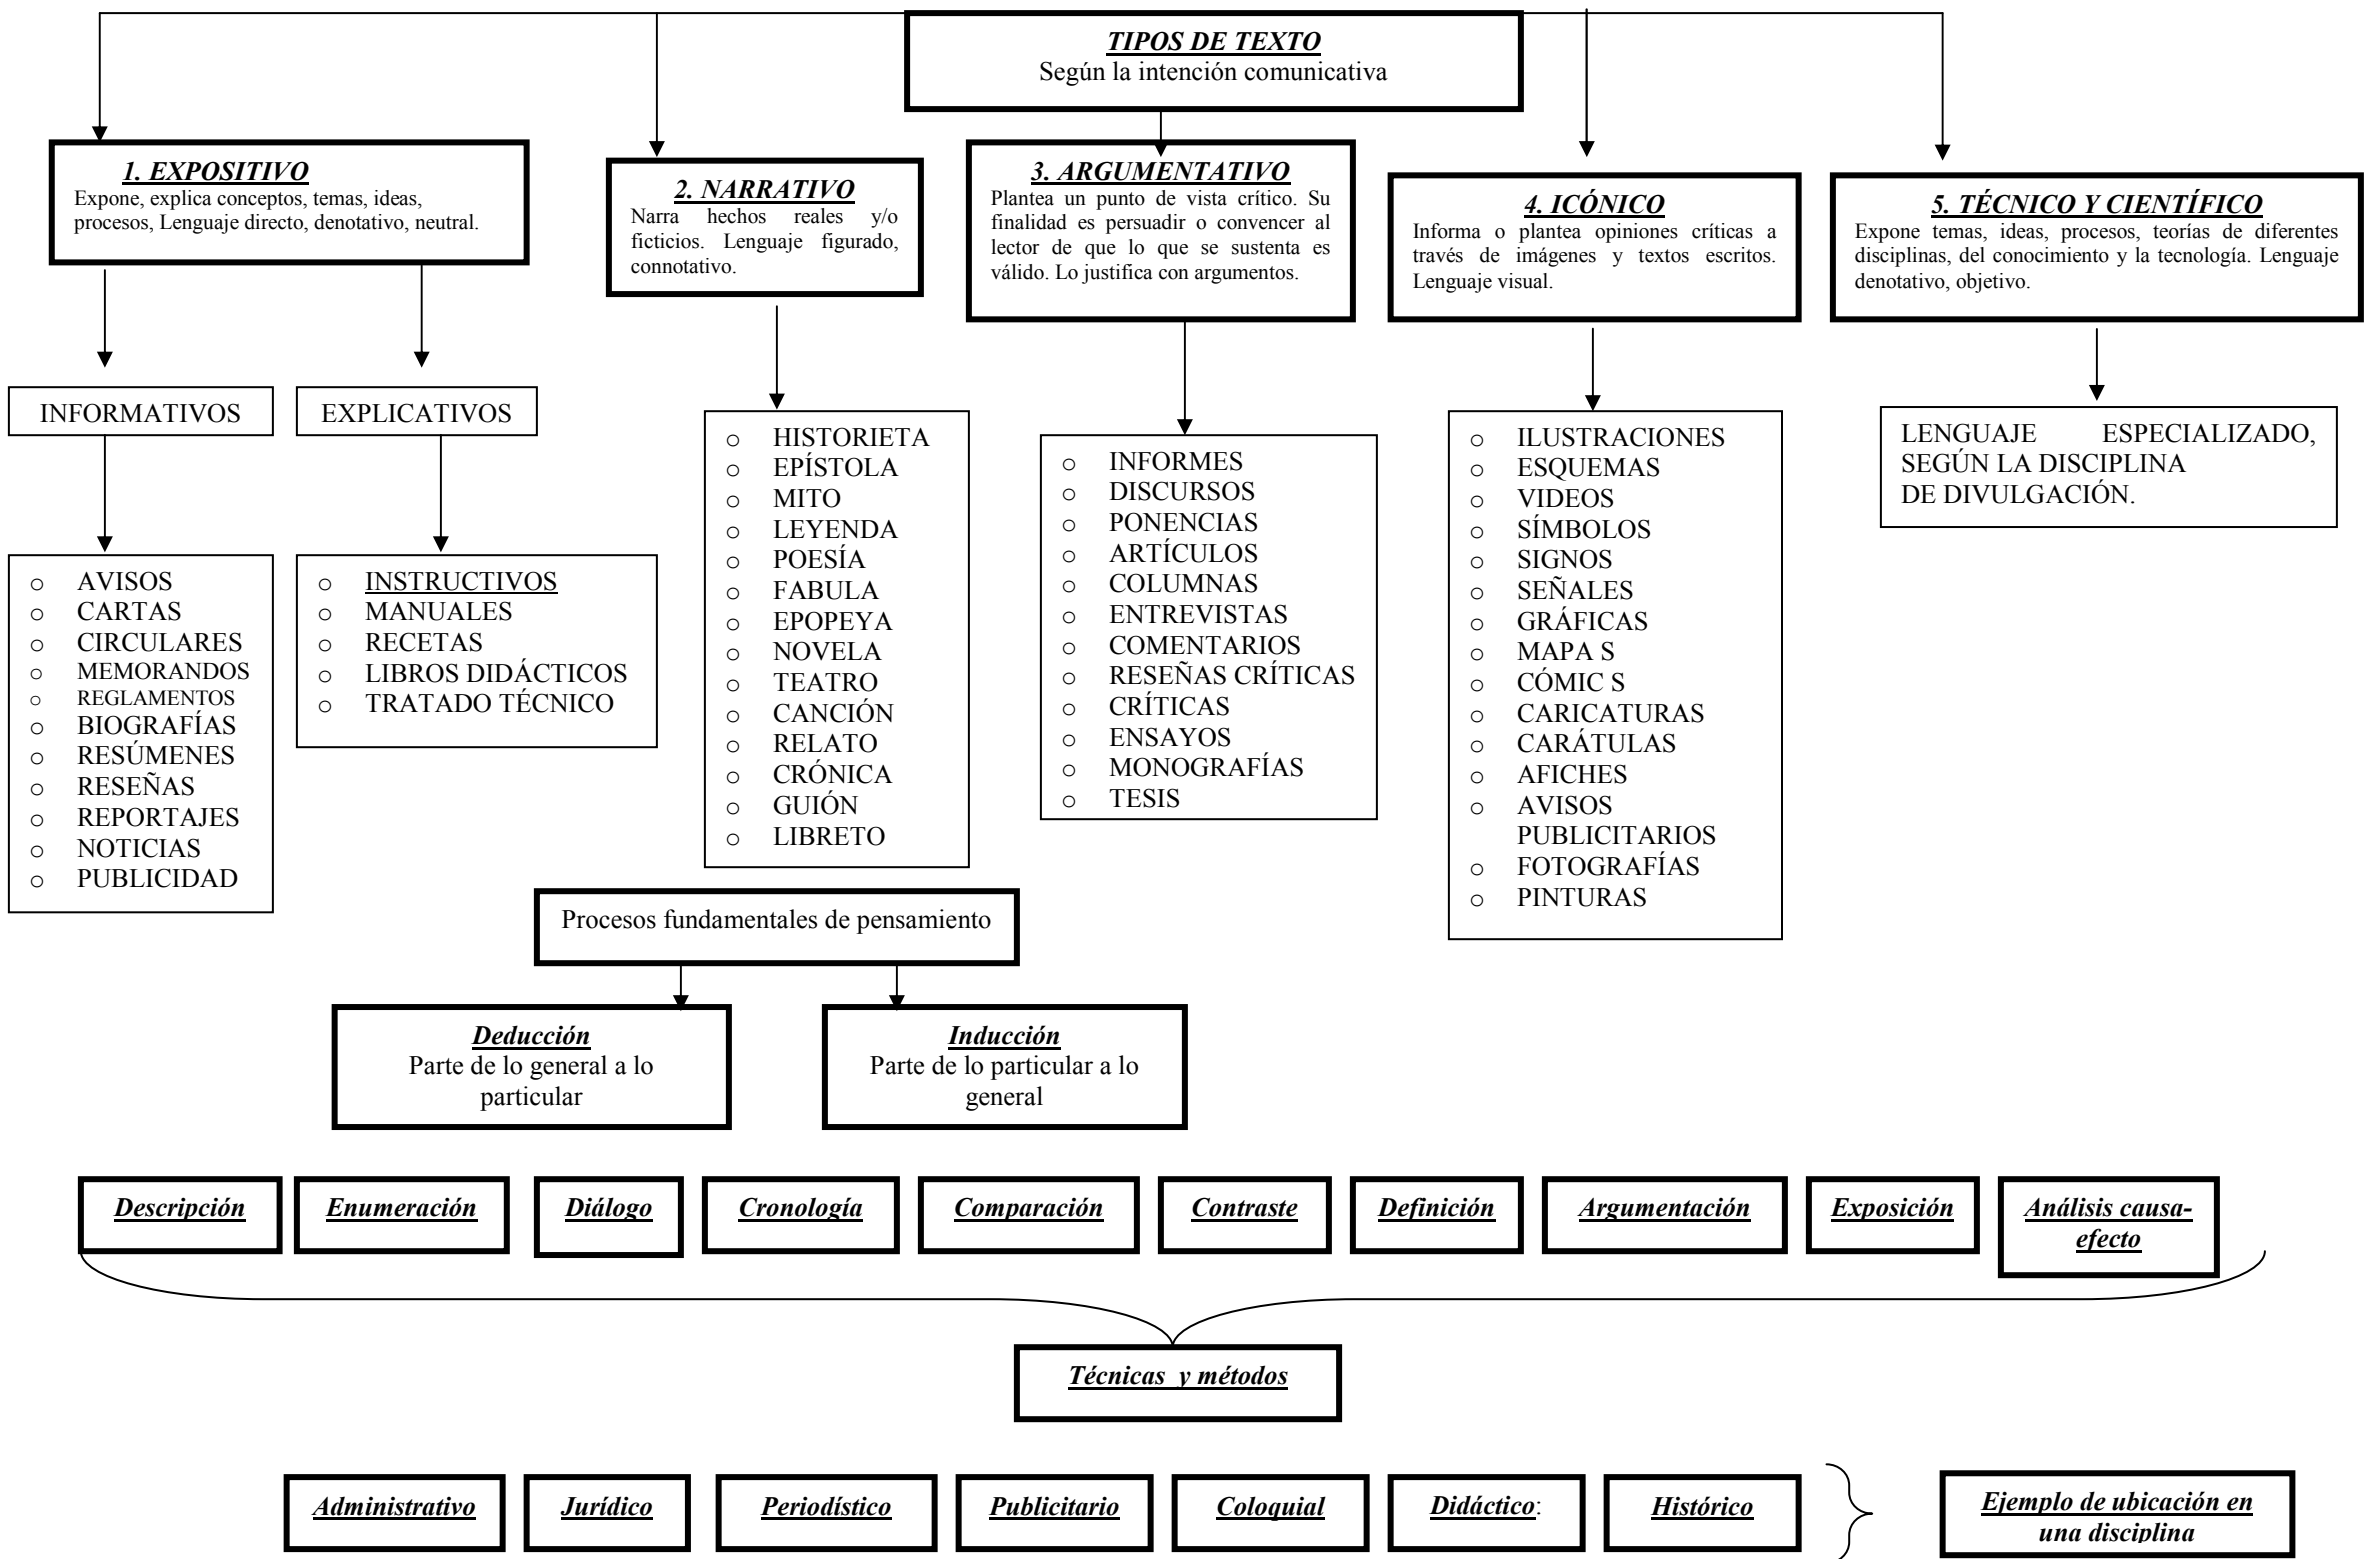 TIPOS DE TEXTO
Según la intención comunicativa
1. EXPOSITIVO
Expone, explica conceptos, temas, ideas,
procesos, Lenguaje directo, denotativo, neutral.
2. NARRATIVO
Narra hechos reales y/o
ficticios. Lenguaje figurado,
connotativo.
3. ARGUMENTATIVO
Plantea un punto de vista crítico. Su
finalidad es persuadir o convencer al
lector de que lo que se sustenta es
válido. Lo justifica con argumentos.
4. ICÓNICO
Informa o plantea opiniones críticas a
través de imágenes y textos escritos.
Lenguaje visual.
5. TÉCNICO Y CIENTÍFICO
Expone temas, ideas, procesos, teorías de diferentes
disciplinas, del conocimiento y la tecnología. Lenguaje
denotativo, objetivo.
INFORMATIVOS
o AVISOS
o CARTAS
o CIRCULARES
o MEMORANDOS
o REGLAMENTOS
o BIOGRAFÍAS
o RESÚMENES
o RESEÑAS
o REPORTAJES
o NOTICIAS
o PUBLICIDAD
EXPLICATIVOS
o INSTRUCTIVOS
o MANUALES
o RECETAS
o LIBROS DIDÁCTICOS
o TRATADO TÉCNICO
o HISTORIETA
o EPÍSTOLA
o MITO
o LEYENDA
o POESÍA
o FABULA
o EPOPEYA
o NOVELA
o TEATRO
o CANCIÓN
o RELATO
o CRÓNICA
o GUIÓN
o LIBRETO
o INFORMES
o DISCURSOS
o PONENCIAS
o ARTÍCULOS
o COLUMNAS
o ENTREVISTAS
o COMENTARIOS
o RESEÑAS CRÍTICAS
o CRÍTICAS
o ENSAYOS
o MONOGRAFÍAS
o TESIS
o ILUSTRACIONES
o ESQUEMAS
o VIDEOS
o SÍMBOLOS
o SIGNOS
o SEÑALES
o GRÁFICAS
o MAPA S
o CÓMIC S
o CARICATURAS
o CARÁTULAS
o AFICHES
o AVISOS
PUBLICITARIOS
o FOTOGRAFÍAS
o PINTURAS
LENGUAJE ESPECIALIZADO,
SEGÚN LA DISCIPLINA
DE DIVULGACIÓN.
Procesos fundamentales de pensamiento
Deducción
Parte de lo general a lo
particular
Inducción
Parte de lo particular a lo
general
Descripción
Enumeración
Diálogo
Cronología
Comparación
Contraste
Definición
Argumentación
Exposición
Análisis causa-
efecto
Técnicas y métodos
Administrativo
Jurídico
Periodístico
Publicitario
Coloquial
Didáctico:
Histórico
Ejemplo de ubicación en
una disciplina